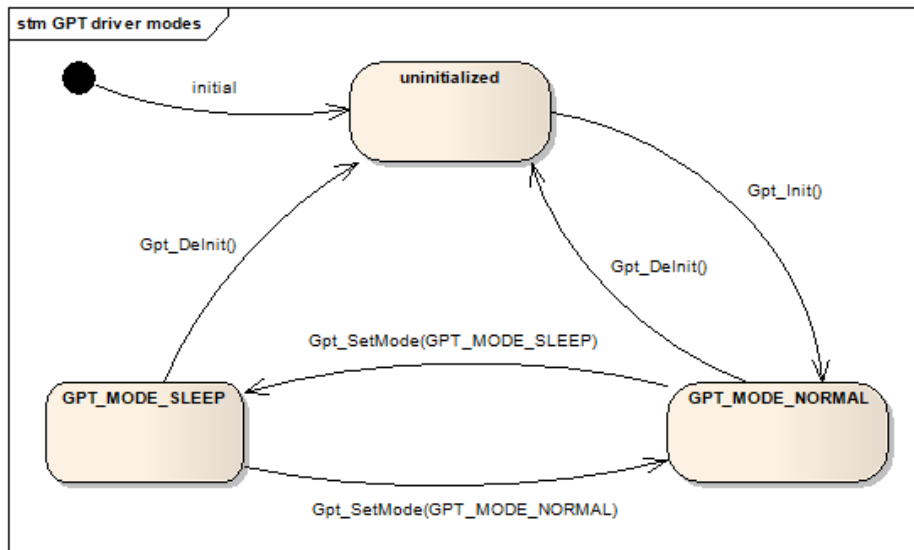 stm GPT driver modes
uninitialized
initial
Gpt_Init()
Gpt_DeInit()
Gpt_DeInit()
Gpt_SetMode(GPT_MODE_SLEEP)
GPT_MODE_SLEEP
GPT_MODE_NORMAL
Gpt_SetMode(GPT_MODE_NORMAL)